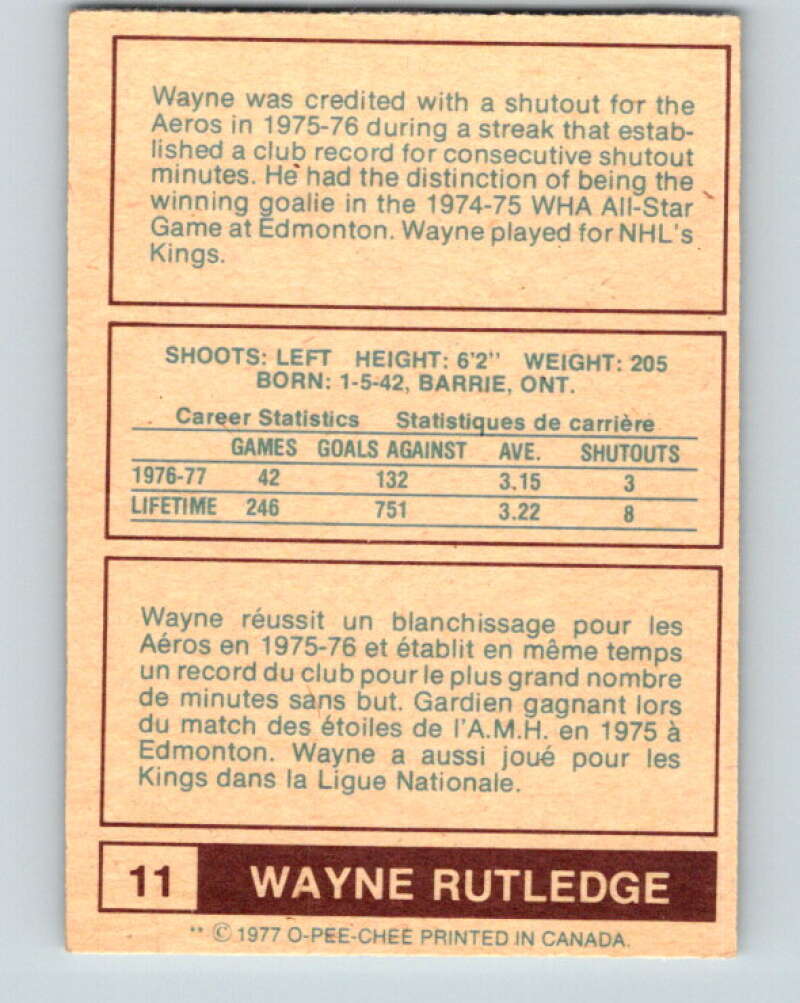 Wayne was credited with a shutout for the
Aeros in 1975-76 during a streak that estab-
lished a club record for consecutive shutout
minutes. He had the distinction of being the
winning goalie in the 1974-75 WHA All-Star
Game at Edmonton. Wayne played for NHL's
Kings.
SHOOTS: LEFT HEIGHT: 6'2" WEIGHT: 205
BORN: 1-5-42, BARRIE, ONT.
Career Statistics Statistiques de carrière
GAMES GOALS AGAINST AVE. SHUTOUTS
1976-77 42 132 3.15 3
LIFETIME 246 751 3.22 8
Wayne réussit un blanchissage pour les
Aéros en 1975-76 et établit en même temps
un record du club pour le plus grand nombre
de minutes sans but. Gardien gagnant lors
du match des étoiles de l'A.M.H. en 1975 à
Edmonton. Wayne a aussi joué pour les
Kings dans la Ligue Nationale.
11 WAYNE RUTLEDGE
** © 1977 O-PEE-CHEE PRINTED IN CANADA.